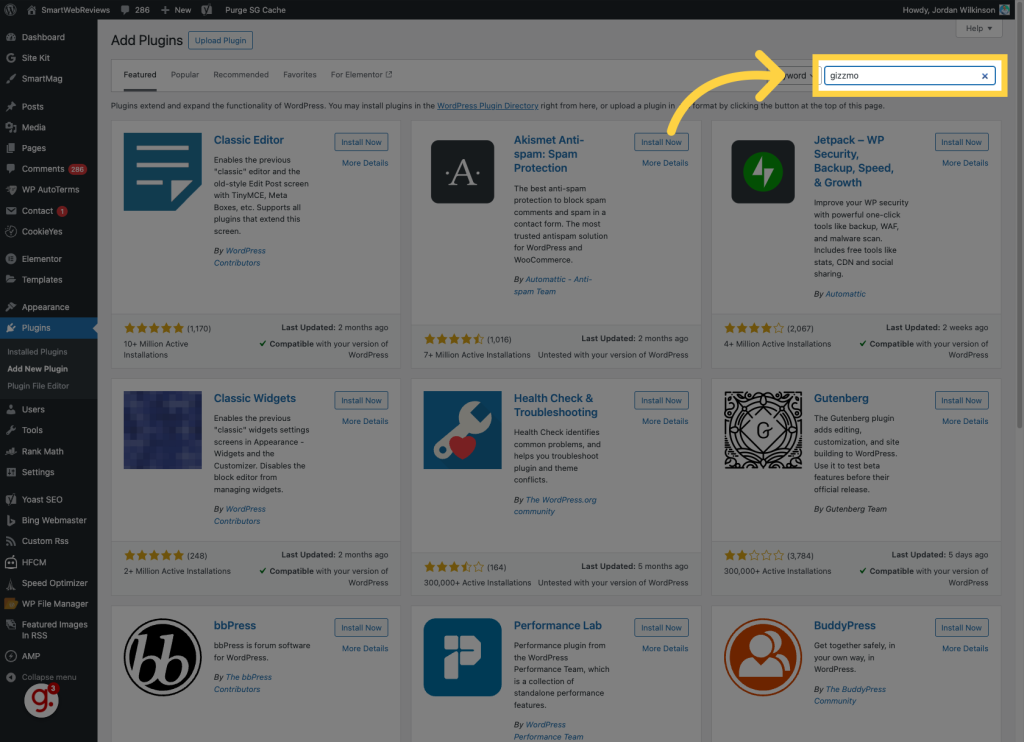 SmartWebReviews 286 New Purge SG Cache Howdy, Jordan Wilkinson
Help
Dashboard
Site Kit
SmartMag
Posts
Media
Pages
Comments 286
WP AutoTerms
Contact 1
CookieYes
Elementor
Templates
Appearance
Plugins
Installed Plugins
Add New Plugin
Plugin File Editor
Users
Tools
Rank Math
Settings
Yoast SEO
Bing Webmaster
Custom Rss
HFCM
Speed Optimizer
WP File Manager
Featured Images
in RSS
AMP
Collapse menu
g. 3
Add Plugins Upload Plugin
Featured Popular Recommended Favorites For Elementor
gizzmo
Plugins extend and expand the functionality of WordPress. You may install plugins in the WordPress Plugin Directory right from here, or upload a plugin in format by clicking the button at the top of this page.
Classic Editor
Install Now
More Details
Enables the previous
"classic" editor and the
old-style Edit Post screen
with TinyMCE, Meta
Boxes, etc. Supports all
plugins that extend this
screen.
By WordPress
Contributors
(1,170)
10+ Million Active
Installations
Last Updated: 2 months ago
Compatible with your version of
WordPress
A
Akismet Anti-
spam: Spam
Protection
Install Now
More Details
The best anti-spam
protection to block spam
comments and spam in a
contact form. The most
trusted antispam solution
for WordPress and
WooCommerce.
By Automattic - Anti-
spam Team
(1,016)
7+ Million Active Installations
Last Updated: 2 months ago
Untested with your version of WordPress
Jetpack – WP
Security,
Backup, Speed,
& Growth
Install Now
More Details
Improve your WP security
with powerful one-click
tools like backup, WAF,
and malware scan.
Includes free tools like
stats, CDN and social
sharing.
By Automattic
(2,067)
4+ Million Active Installations
Last Updated: 2 weeks ago
Compatible with your version of
WordPress
Classic Widgets
Install Now
More Details
Enables the previous
"classic" widgets settings
screens in Appearance -
Widgets and the
Customizer. Disables the
block editor from
managing widgets.
By WordPress
Contributors
(248)
2+ Million Active Installations
Last Updated: 2 months ago
Compatible with your version of
WordPress
Health Check &
Troubleshooting
Install Now
More Details
Health Check identifies
common problems, and
helps you troubleshoot
plugin and theme
conflicts.
By The WordPress.org
community
(164)
300,000+ Active Installations
Last Updated: 5 months ago
Untested with your version of WordPress
G
Gutenberg
Install Now
More Details
The Gutenberg plugin
adds editing,
customization, and site
building to WordPress.
Use it to test beta
features before their
official release.
By Gutenberg Team
(3,784)
300,000+ Active Installations
Last Updated: 5 days ago
Compatible with your version of
WordPress
bb
bbPress
Install Now
More Details
bbPress is forum software
for WordPress.
By The bbPress
Contributors
Performance Lab
Install Now
More Details
Performance plugin from
the WordPress
Performance Team, which
is a collection of
standalone performance
features.
By WordPress
Performance Team
BuddyPress
Install Now
More Details
Get together safely, in
your own way, in
WordPress.
By The BuddyPress
Community